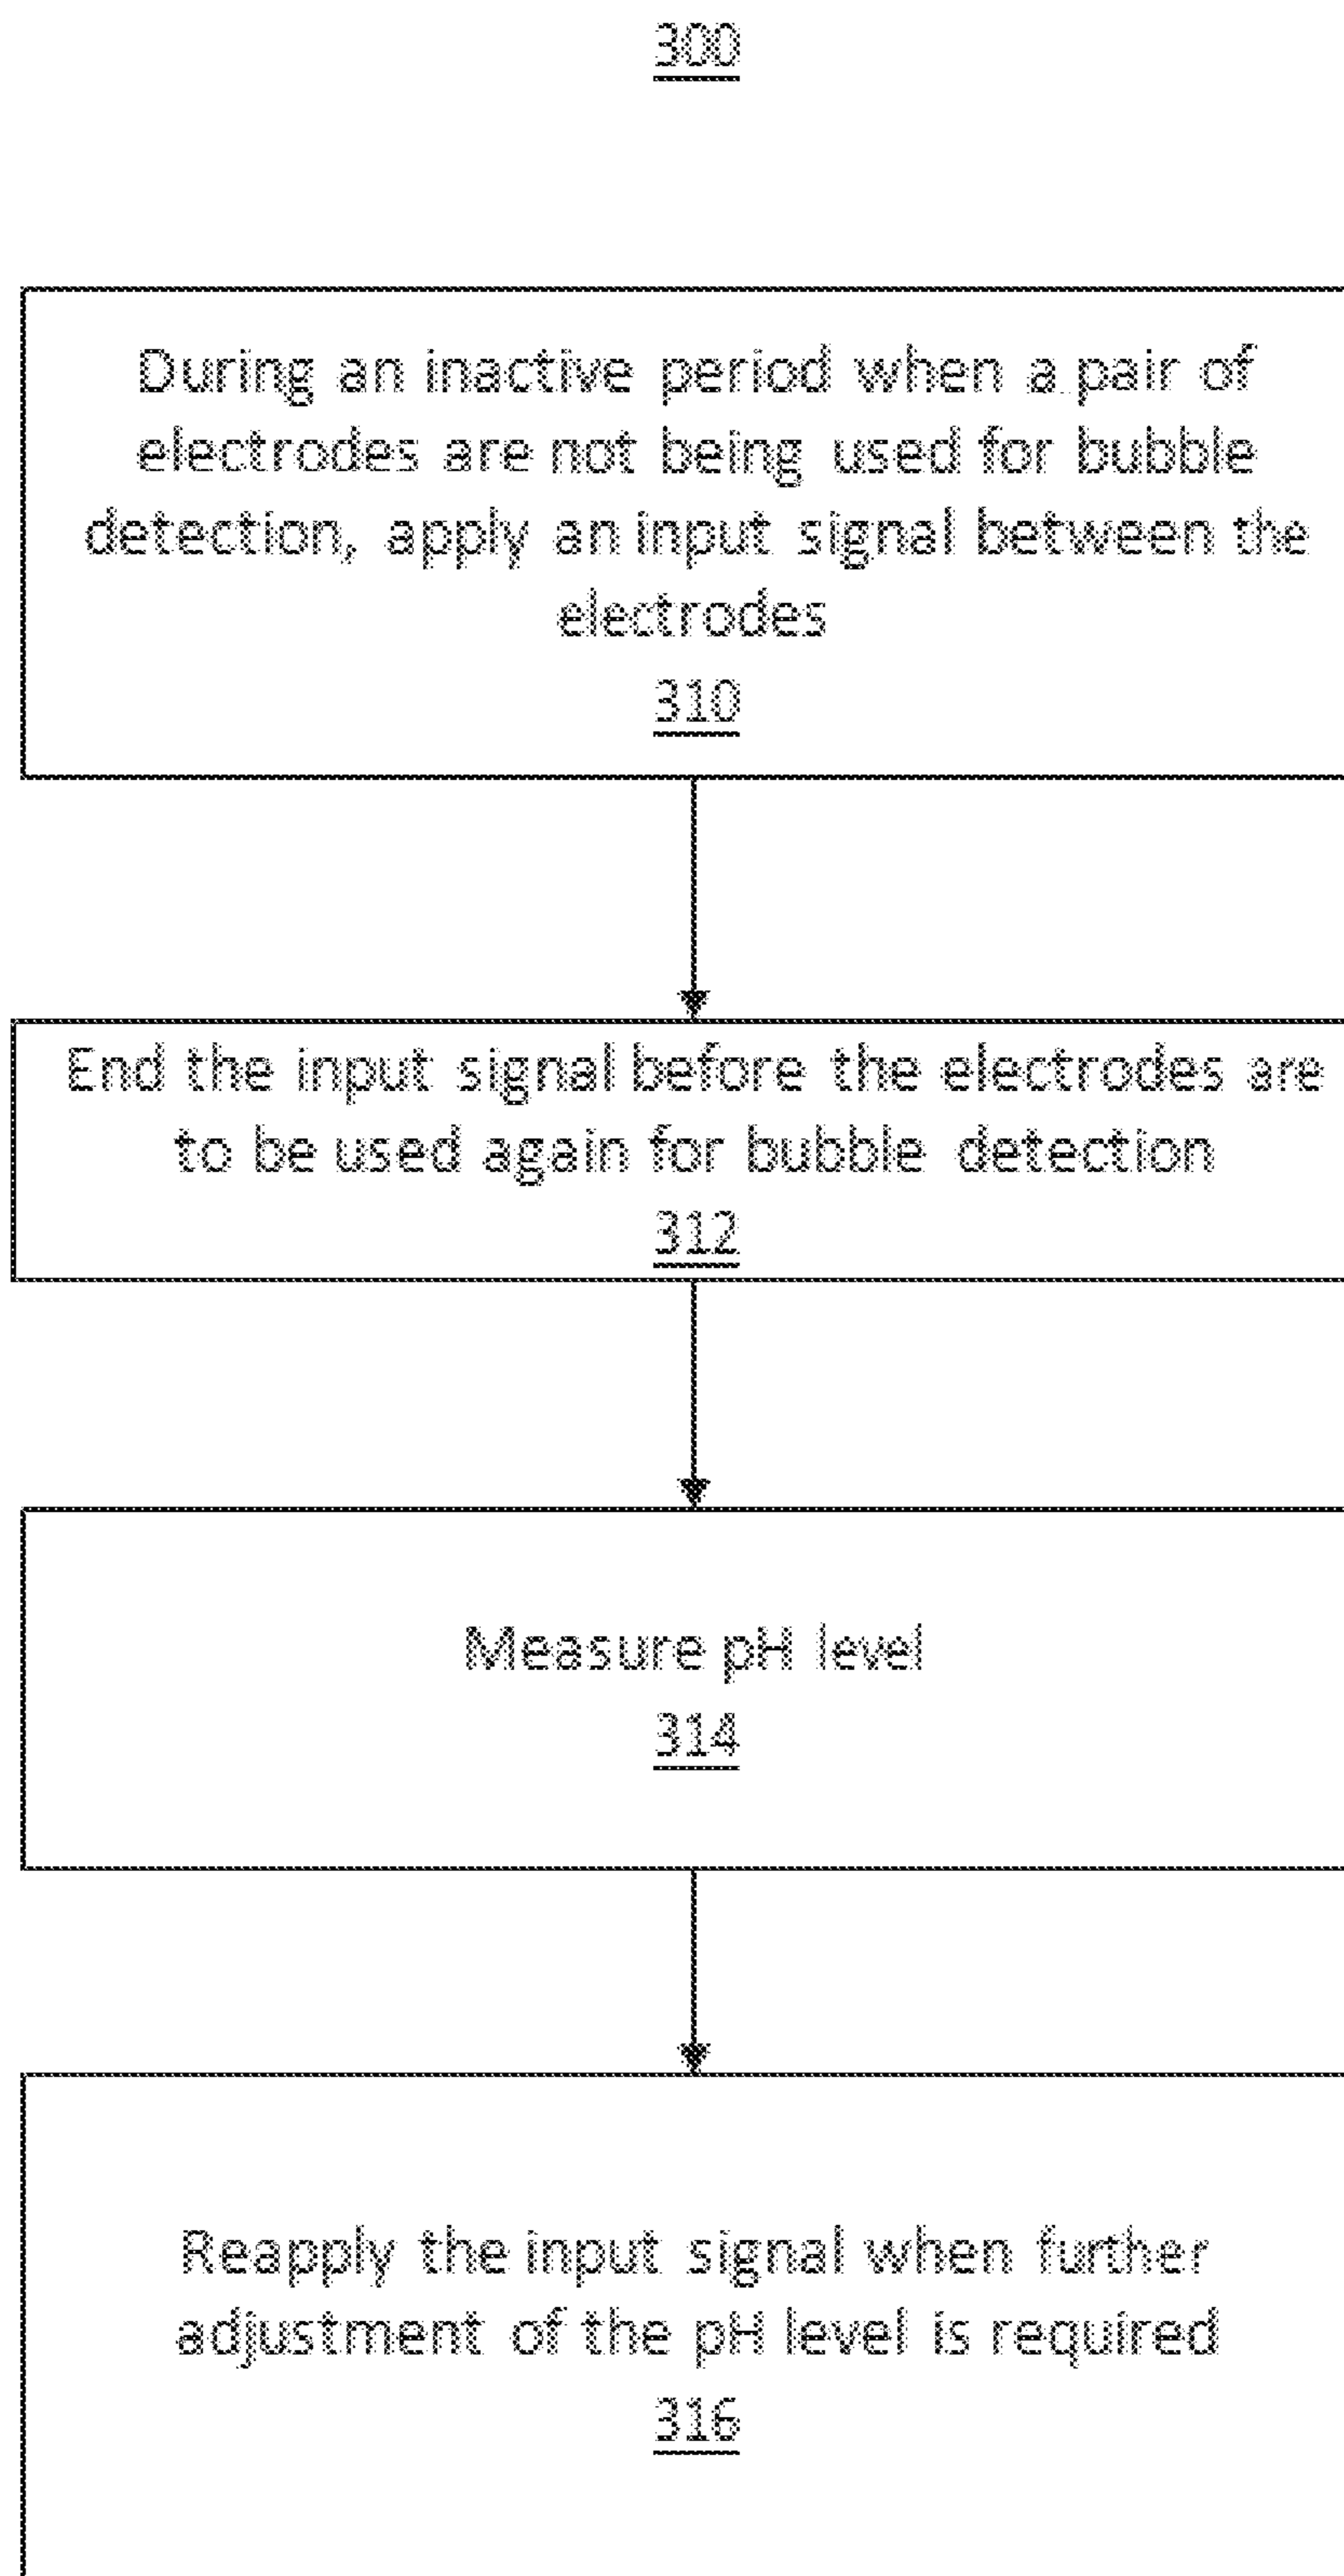 300
During an inactive period when a pair of
electrodes are not being used for bubble
detection, apply an input signal between the
electrodes
310
End the input signal before the electrodes are
to be used again for bubble detection
312
Measure pH level
314
Reapply the input signal when further
adjustment of the pH level is required
316